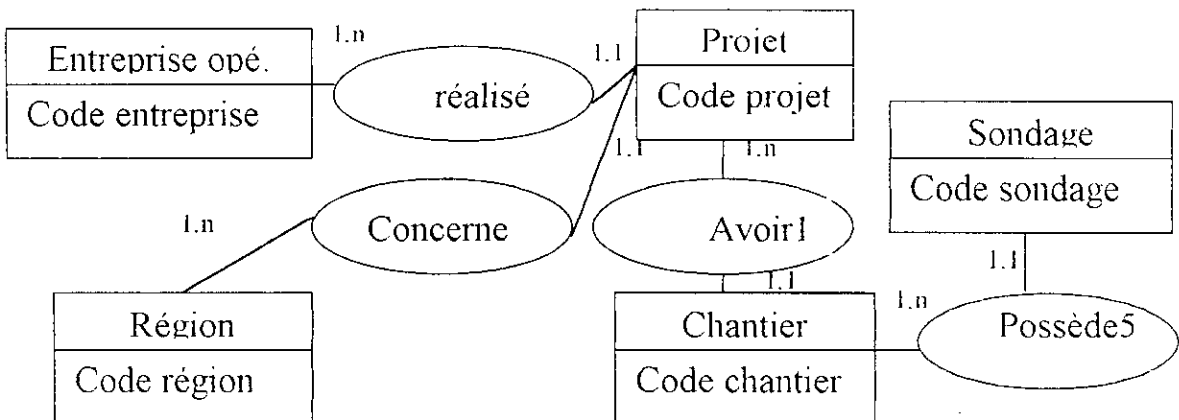 1.n
1.1
Projet
Entreprise opé.
réalisé
Code projet
Code entreprise
Sondage
1.1
1.n
Code sondage
1.n
Concerne
Avoir1
1.1
1.1
1.n
Région
Chantier
Possède5
Code région
Code chantier